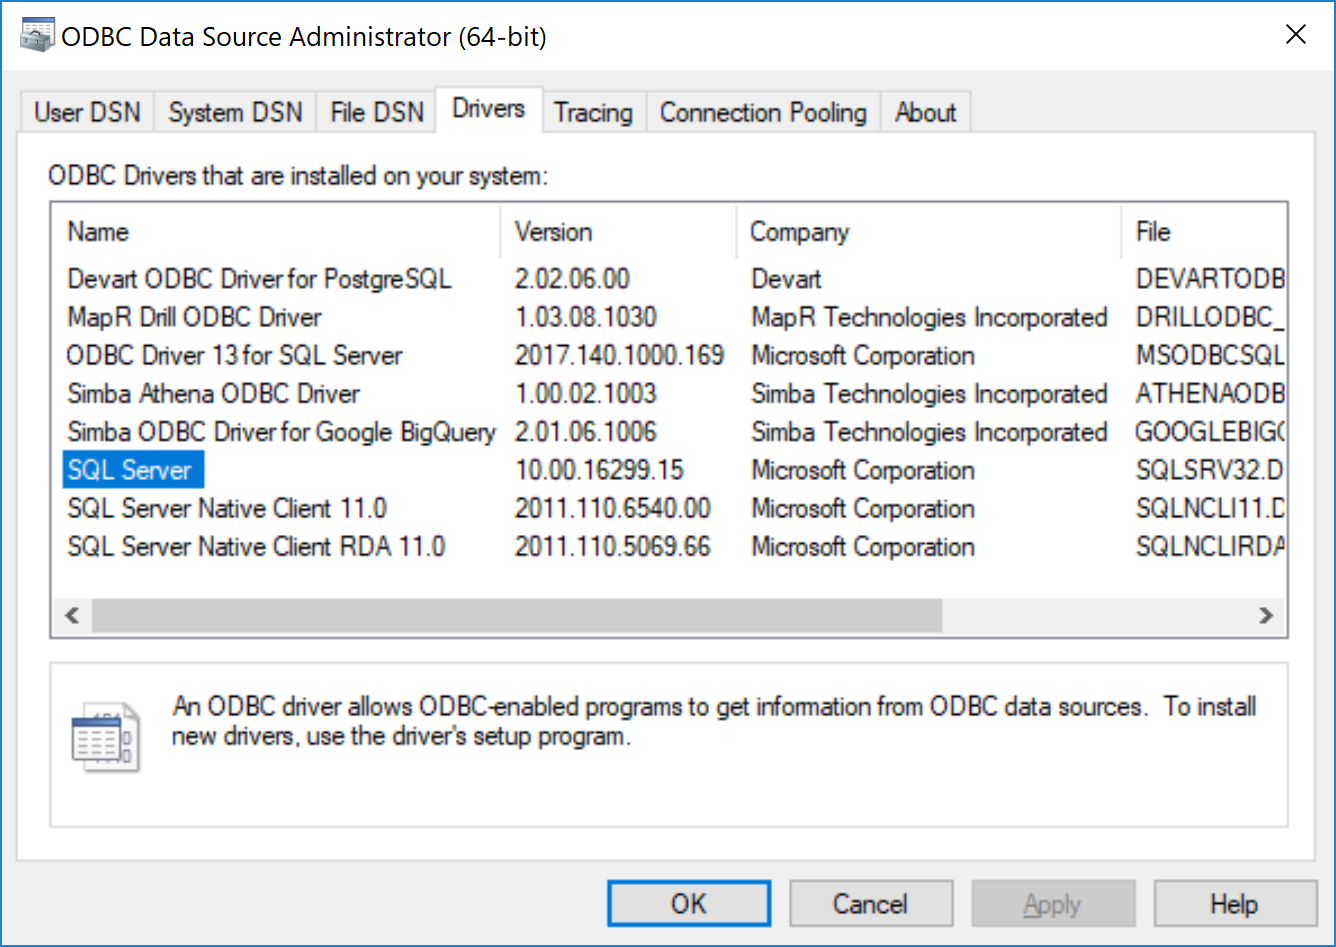 ODBC Data Source Administrator (64-bit)
User DSN System DSN File DSN Drivers Tracing Connection Pooling About
ODBC Drivers that are installed on your system:
Name Version Company File
Devart ODBC Driver for PostgreSQL 2.02.06.00 Devart DEVARTODB
MapR Drill ODBC Driver 1.03.08.1030 MapR Technologies Incorporated DRILLODBC_
ODBC Driver 13 for SQL Server 2017.140.1000.169 Microsoft Corporation MSODBCSQL
Simba Athena ODBC Driver 1.00.02.1003 Simba Technologies Incorporated ATHENAODB
Simba ODBC Driver for Google BigQuery 2.01.06.1006 Simba Technologies Incorporated GOOGLEBIGQ
SQL Server 10.00.16299.15 Microsoft Corporation SQLSRV32.D
SQL Server Native Client 11.0 2011.110.6540.00 Microsoft Corporation SQLNCLI11.D
SQL Server Native Client RDA 11.0 2011.110.5069.66 Microsoft Corporation SQLNCLIRDA
An ODBC driver allows ODBC-enabled programs to get information from ODBC data sources. To install
new drivers, use the driver's setup program.
OK Cancel Apply Help